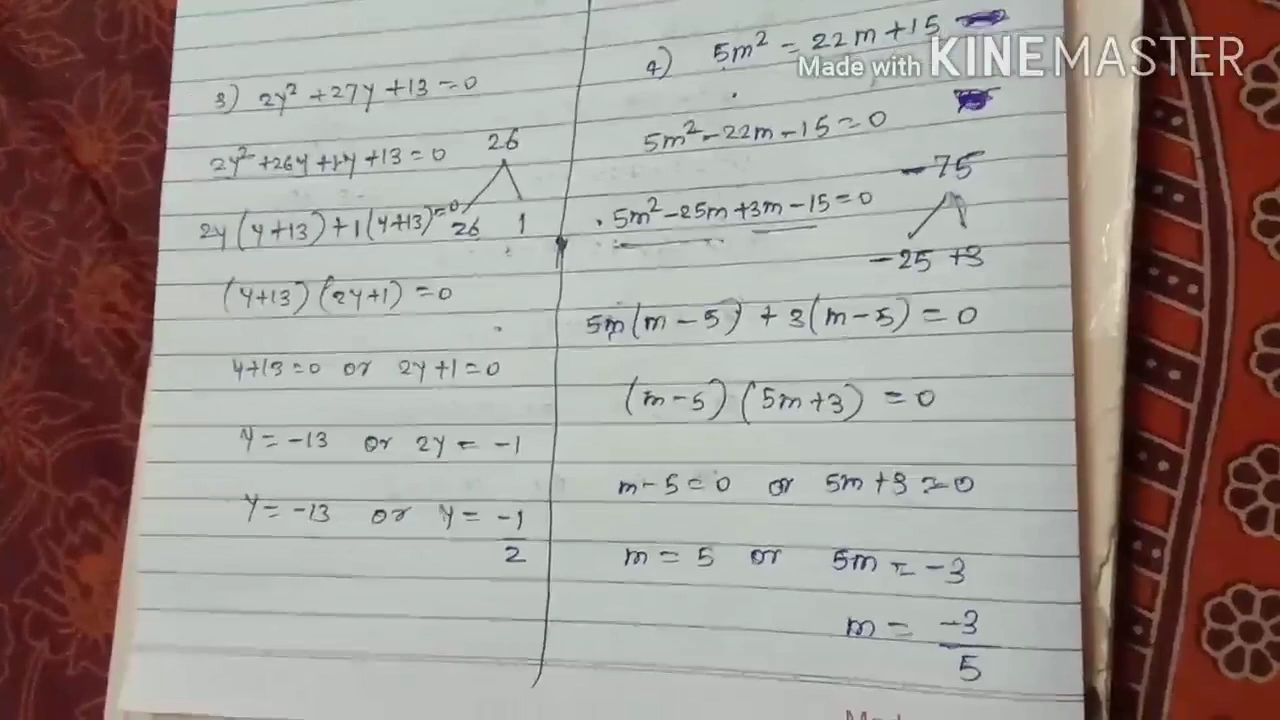 3) 2y² + 27y + 13 = 0
2y² + 26y + 1y + 13 = 0
26
2y (y+13) + 1 (y+13) = 0
26 1
(y+13) (2y+1) = 0
y+13 = 0 or 2y+1 = 0
y = -13 or 2y = -1
y = -13 or y = -1/2
4) 5m² = 22m + 15
Made with KINEMASTER
5m² - 22m - 15 = 0
-75
5m² - 25m + 3m - 15 = 0
-25 +3
5m (m - 5) + 3 (m - 5) = 0
(m - 5) (5m + 3) = 0
m - 5 = 0 or 5m + 3 = 0
m = 5 or 5m = -3
m = -3/5